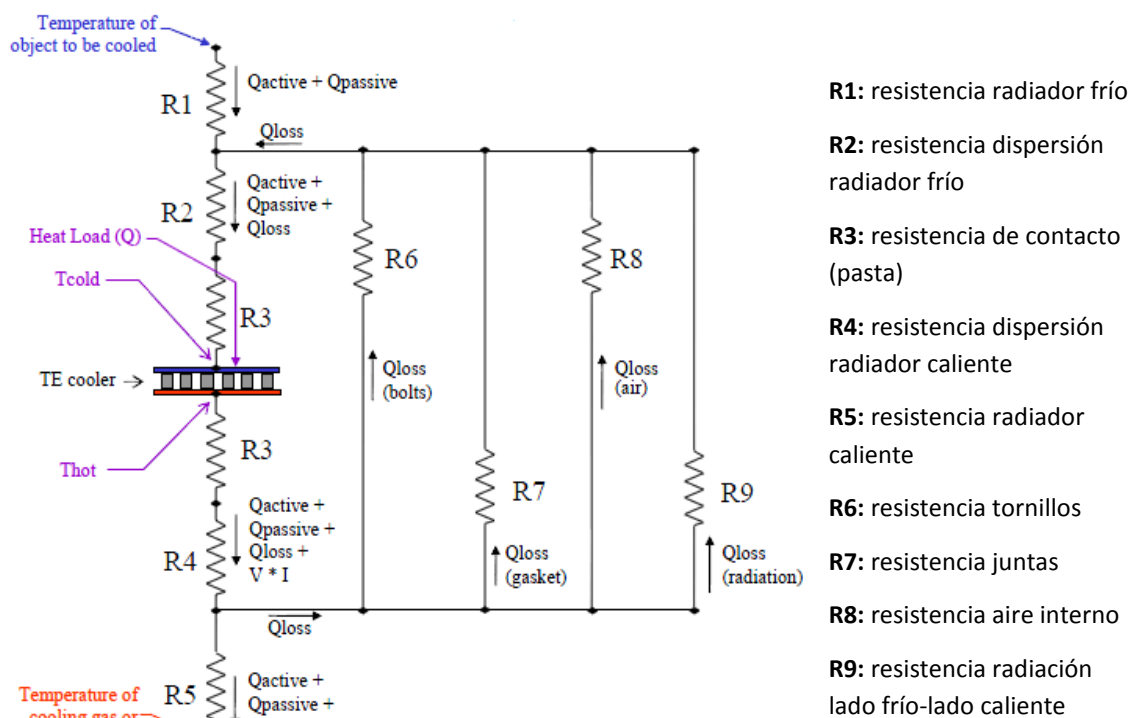 Temperature of
object to be cooled
R1
Qactive + Qpassive
Qloss
R2
Qactive +
Qpassive +
Qloss
Heat Load (Q)
Tcold
R3
TE cooler
Thot
R3
R4
Qactive +
Qpassive +
Qloss +
V * I
Qloss
R5
Qactive +
Qpassive +
Temperature of
cooling gas or
R6
Qloss
(bolts)
R7
Qloss
(gasket)
R8
Qloss
(air)
R9
Qloss
(radiation)
R1: resistencia radiador frío
R2: resistencia dispersión
radiador frío
R3: resistencia de contacto
(pasta)
R4: resistencia dispersión
radiador caliente
R5: resistencia radiador
caliente
R6: resistencia tornillos
R7: resistencia juntas
R8: resistencia aire interno
R9: resistencia radiación
lado frío-lado caliente